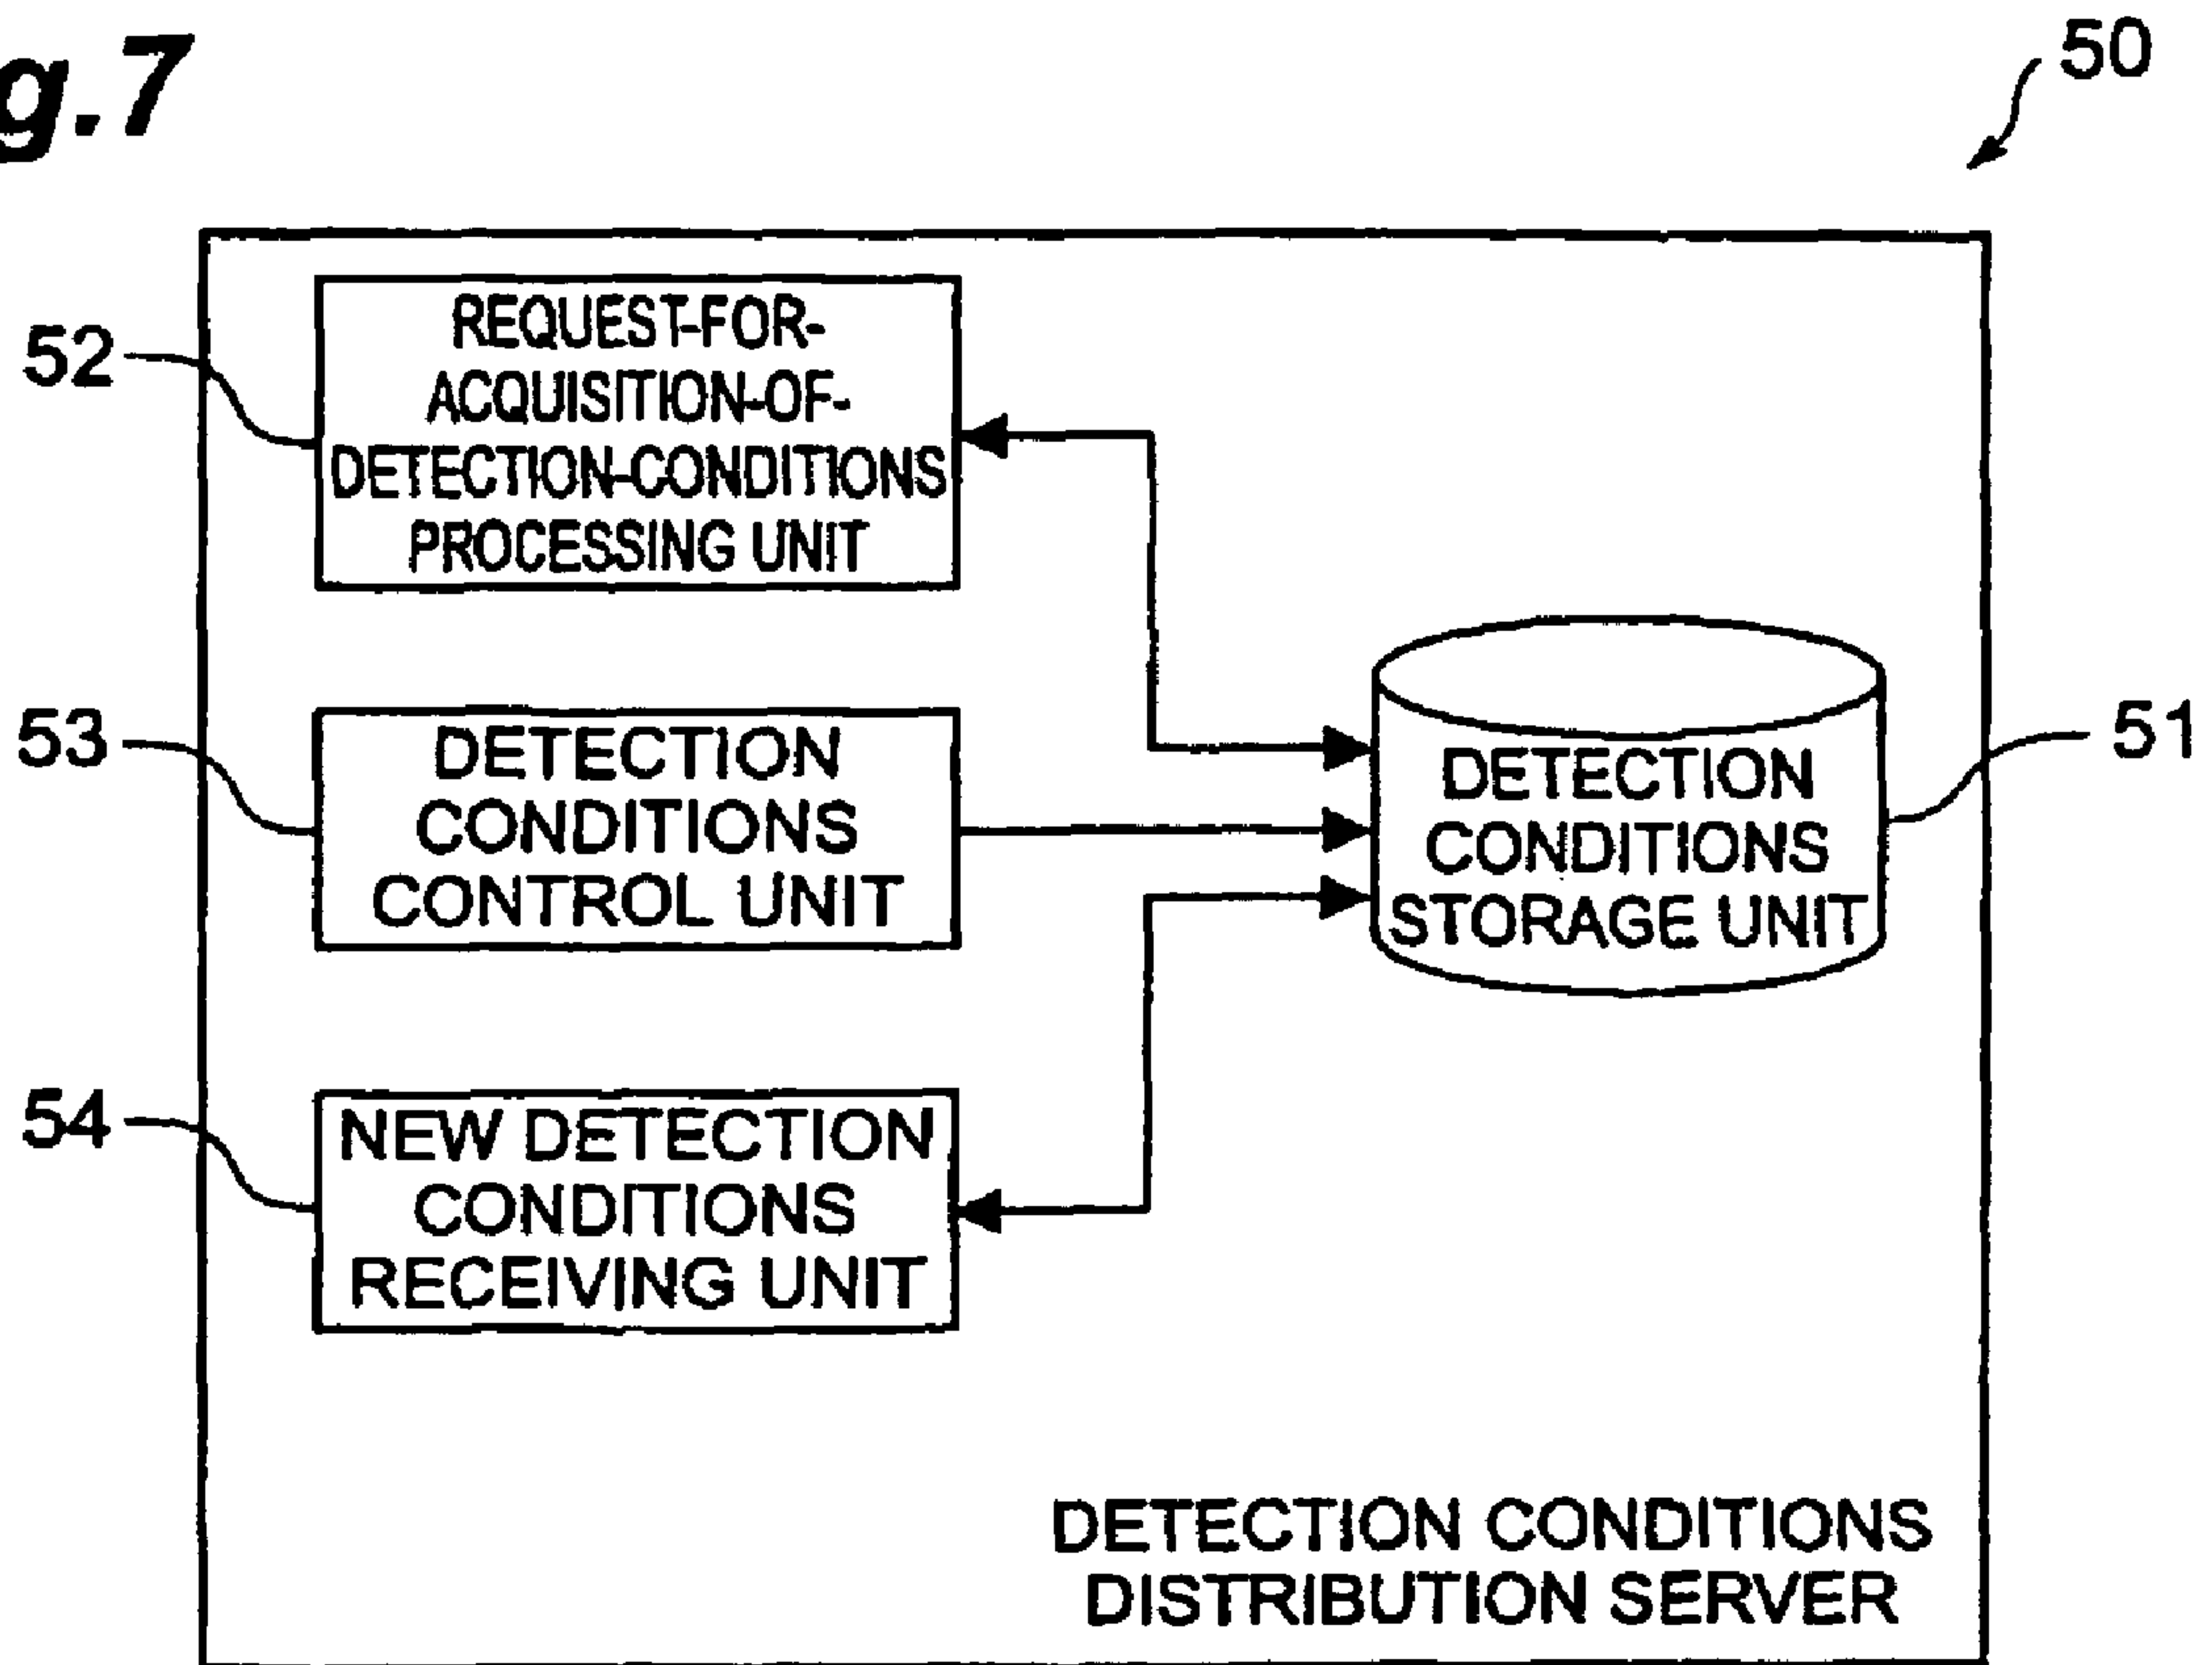 g.7
50
52
REQUEST-FOR-
ACQUISITION-OF-
DETECTION-CONDITIONS
PROCESSING UNIT
53
DETECTION
CONDITIONS
CONTROL UNIT
DETECTION
CONDITIONS
STORAGE UNIT
51
54
NEW DETECTION
CONDITIONS
RECEIVING UNIT
DETECTION CONDITIONS
DISTRIBUTION SERVER